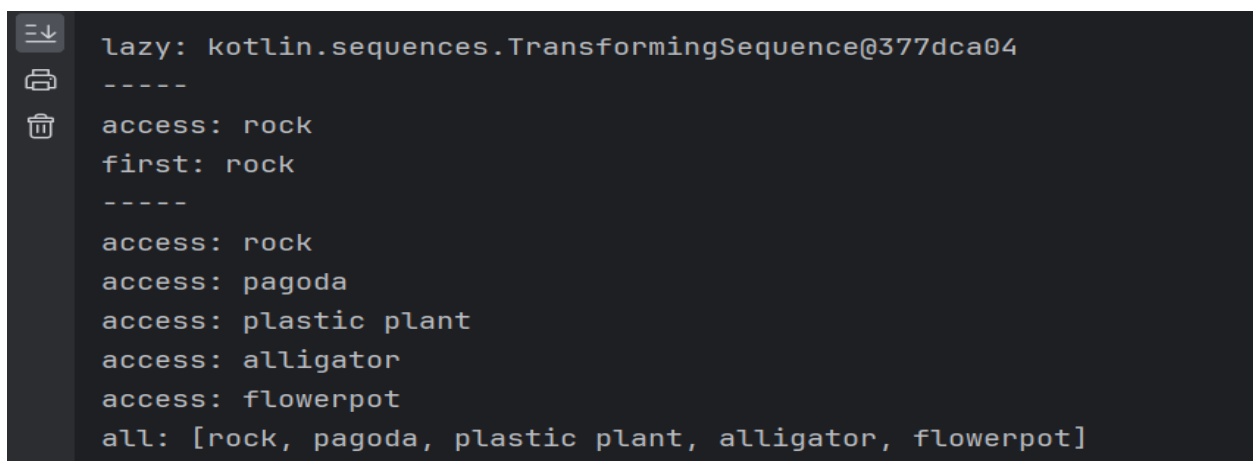 lazy: kotlin.sequences.TransformingSequence@377dca04
-----
access: rock
first: rock
-----
access: rock
access: pagoda
access: plastic plant
access: alligator
access: flowerpot
all: [rock, pagoda, plastic plant, alligator, flowerpot]